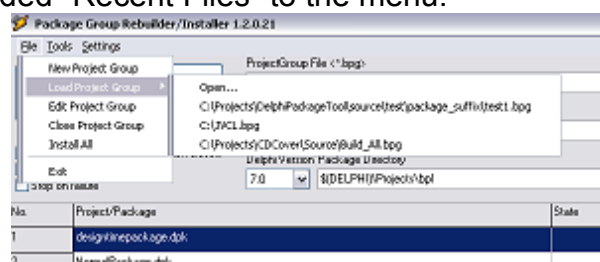 ded "Recent Files" to the menu.
Package Group Rebuilder/Installer 1.2.0.21
File Tools Settings
New Project Group
ProjectGroup File <*.bpg>
Load Project Group
Open...
Edit Project Group
C:\Projects\DelphiPackageTool\source\test\package_suffix\test1.bpg
Close Project Group
C:\JVCL.bpg
Install All
C:\Projects\CDCover\Source\Build_All.bpg
Delphi Version Package Directory
Exit
Stop on failure
7.0
$(DELPHI)\Projects\bpl
No.
Project/Package
State
1
designtimepackage.dpk
2
NormalPackage.dpk